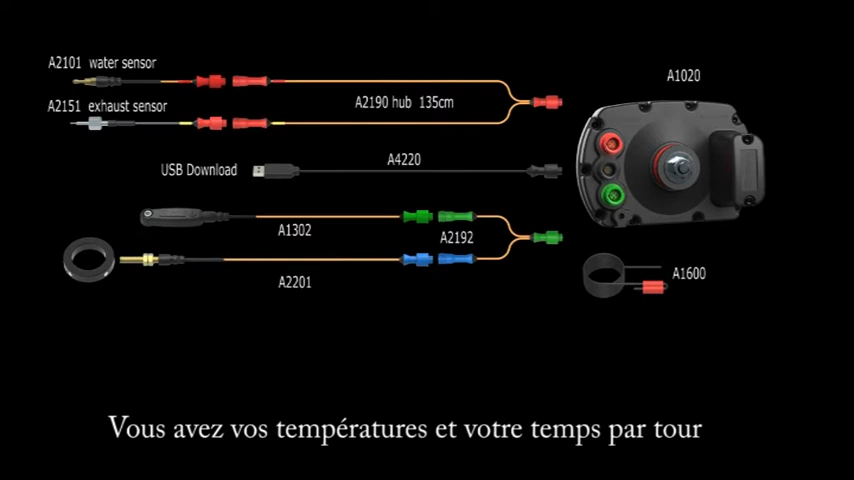 A2101 water sensor
A1020
A2151 exhaust sensor
A2190 hub 135cm
A4220
USB Download
A1302
A2192
A2201
A1600
Vous avez vos températures et votre temps par tour